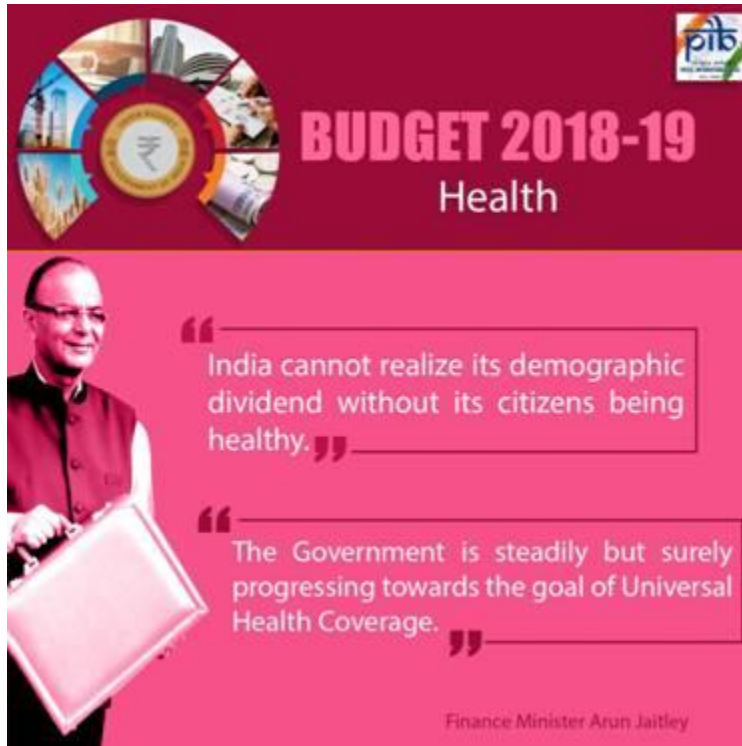 pib
BUDGET 2018-19
Health
“
India cannot realize its demographic
dividend without its citizens being
healthy.”
“
The Government is steadily but surely
progressing towards the goal of Universal
Health Coverage.
”
Finance Minister Arun Jaitley